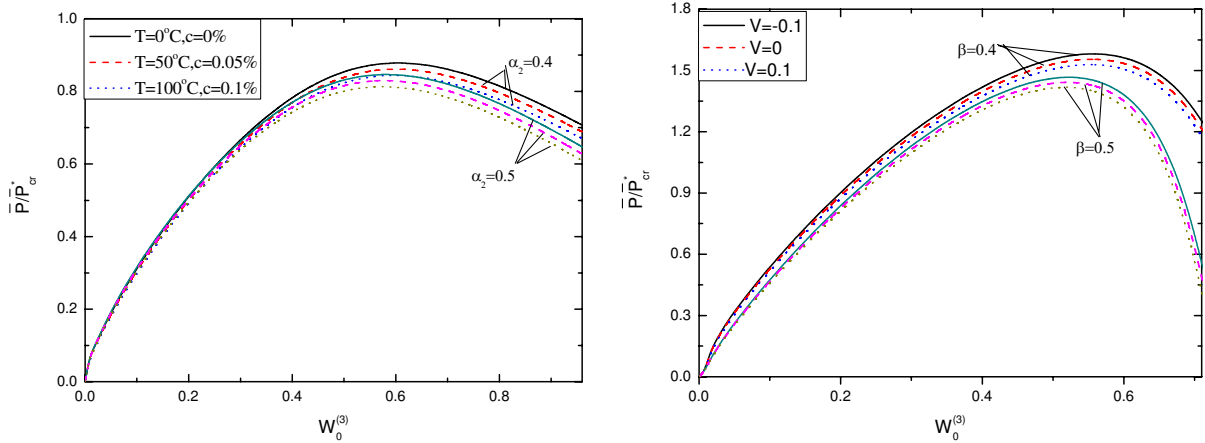 T=0°C,c=0%
T=50°C,c=0.05%
T=100°C,c=0.1%
α₂=0.4
α₂=0.5
1.0
0.8
0.6
0.4
0.2
0.0
P̄/P̄*cr
0.0 0.2 0.4 0.6 0.8
W₀⁽³⁾
V=-0.1
V=0
V=0.1
β=0.4
β=0.5
1.8
1.5
1.2
0.9
0.6
0.3
0.0
P̄/P̄*cr
0.0 0.2 0.4 0.6
W₀⁽³⁾